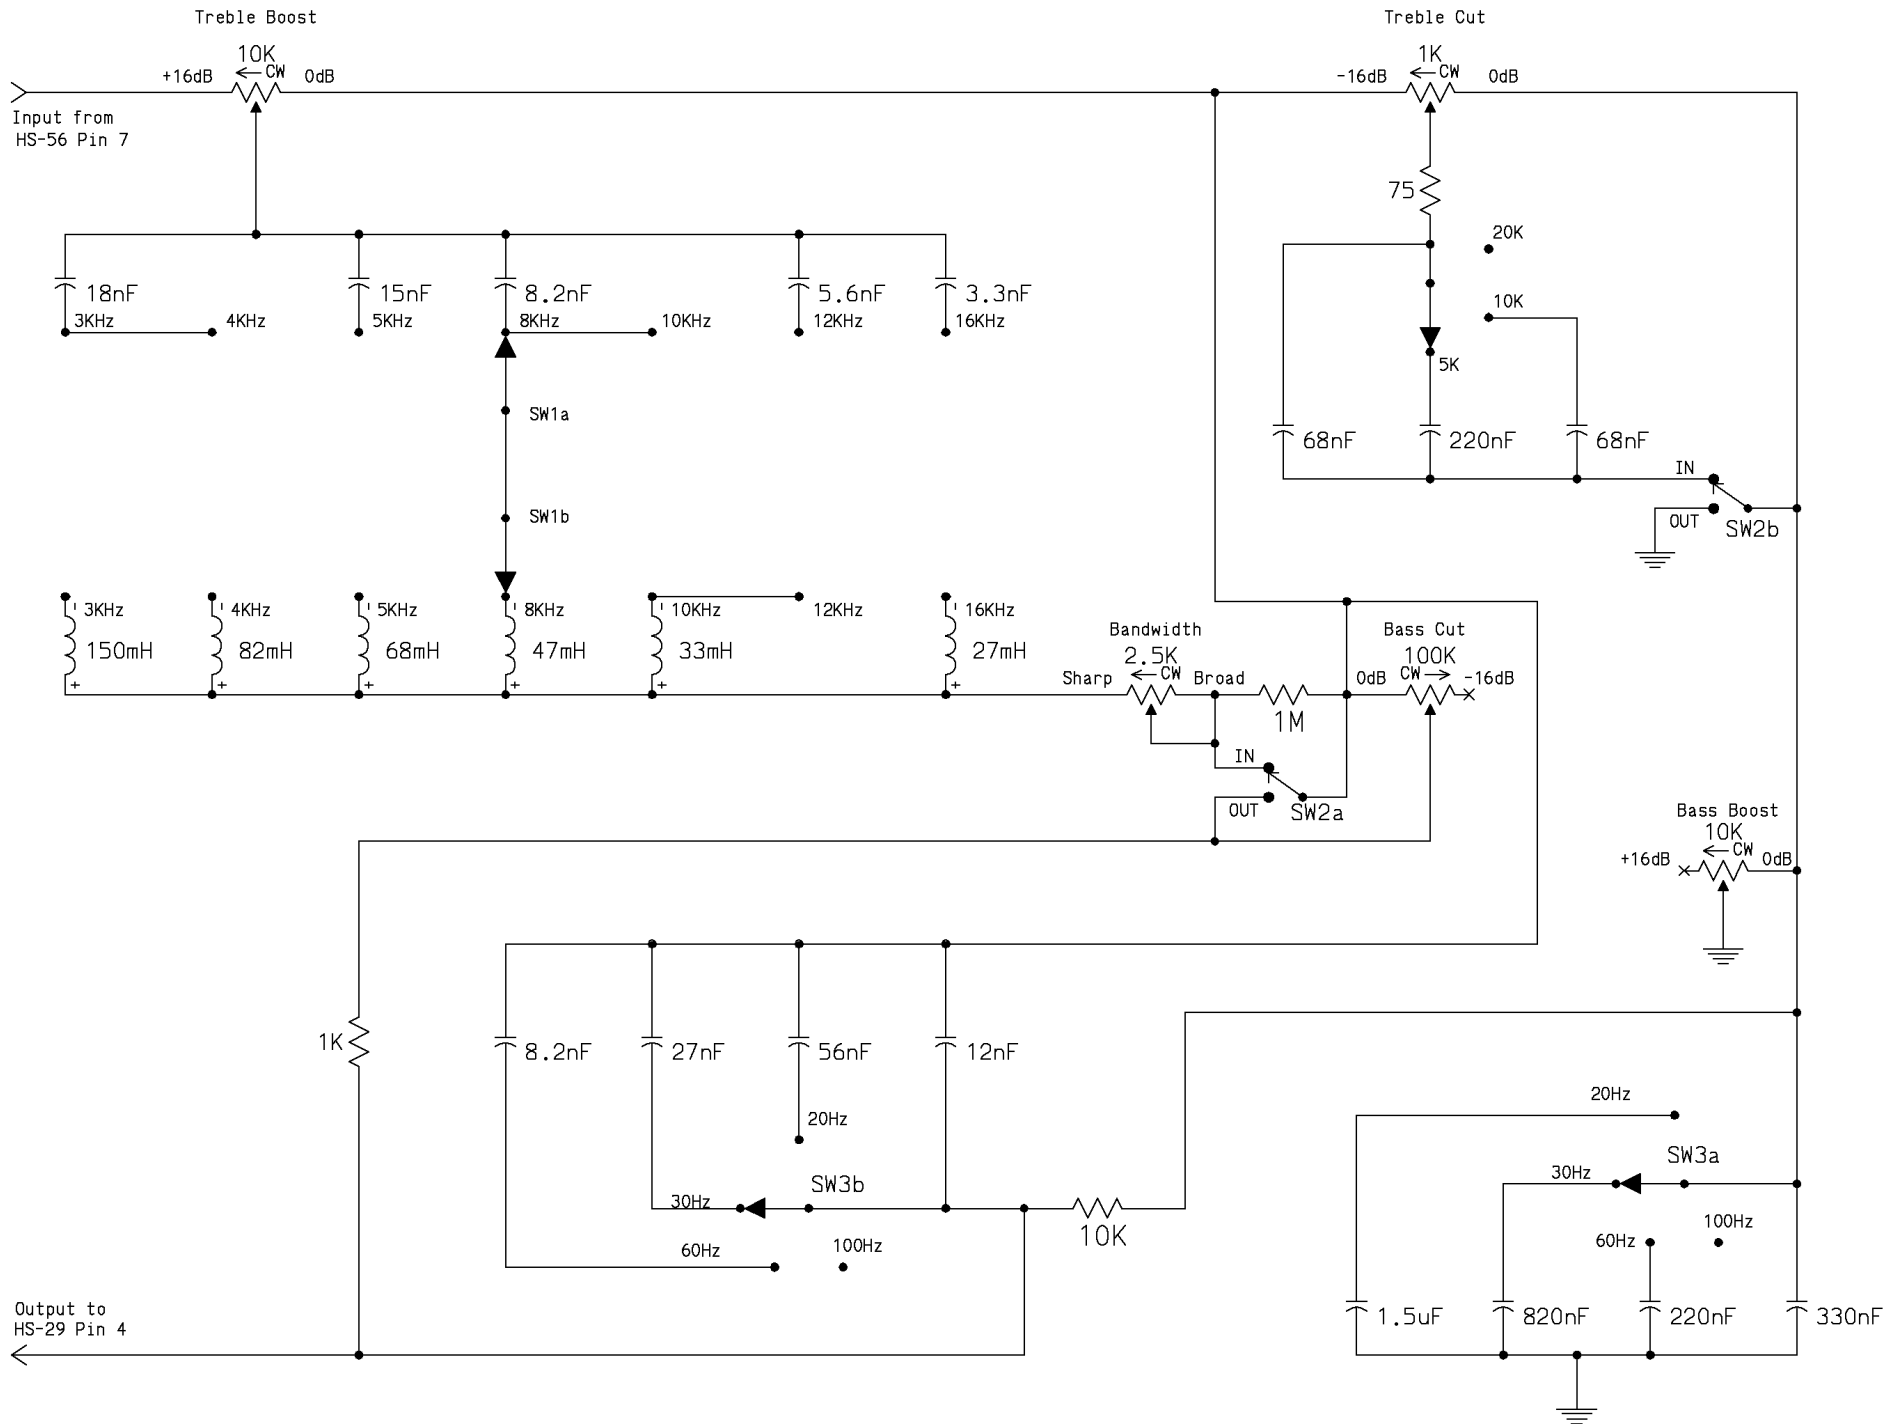 Treble Boost
Treble Cut
10K
1K
+16dB
CW
0dB
-16dB
CW
0dB
Input from
HS-56 Pin 7
75
20K
18nF
15nF
8.2nF
5.6nF
3.3nF
10K
3KHz
4KHz
5KHz
8KHz
10KHz
12KHz
16KHz
5K
SW1a
68nF
220nF
68nF
IN
SW1b
OUT
SW2b
- 3KHz
- 4KHz
- 5KHz
- 8KHz
- 10KHz
12KHz
- 16KHz
Bandwidth
Bass Cut
150mH
82mH
68mH
47mH
33mH
27mH
2.5K
100K
Sharp
CW
Broad
0dB
CW
-16dB
+
+
+
+
+
+
1M
IN
OUT
SW2a
Bass Boost
10K
+16dB
CW
0dB
1K
8.2nF
27nF
56nF
12nF
20Hz
20Hz
SW3a
30Hz
SW3b
30Hz
100Hz
10K
60Hz
60Hz
100Hz
Output to
HS-29 Pin 4
1.5uF
820nF
220nF
330nF